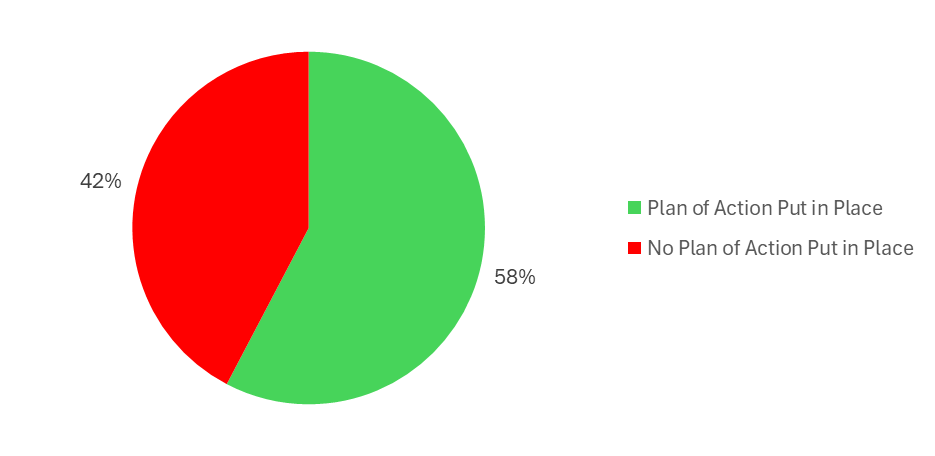 42%
Plan of Action Put in Place
No Plan of Action Put in Place
58%